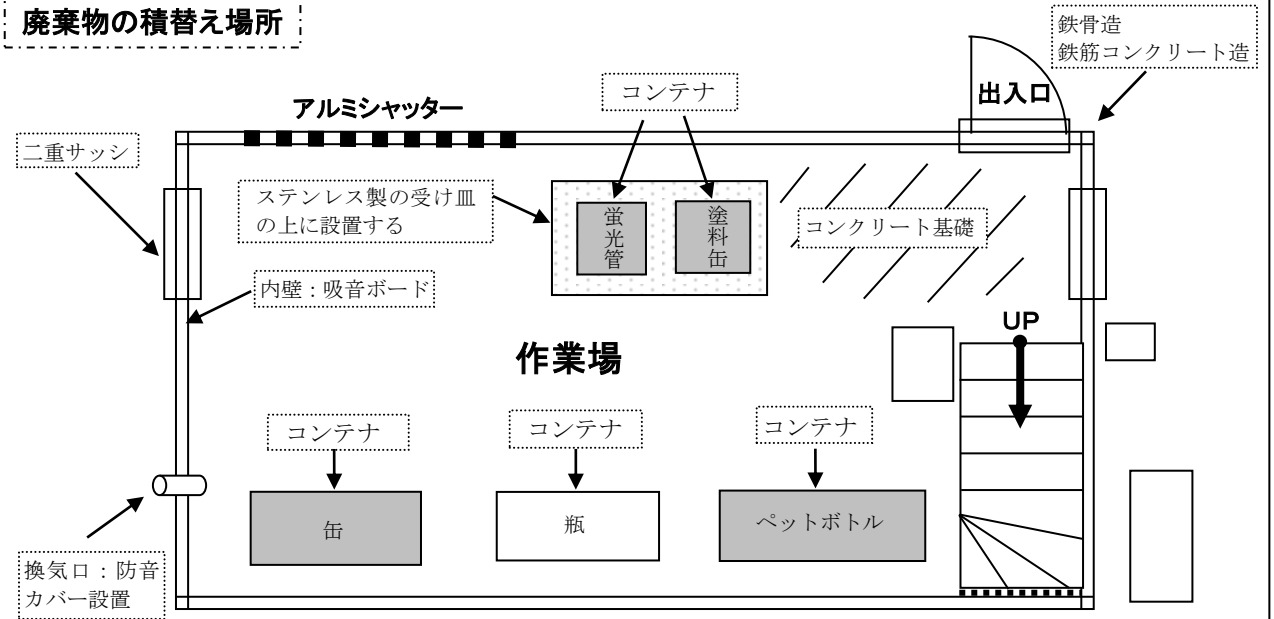 廃棄物の積替え場所
鉄骨造
鉄筋コンクリート造
コンテナ
出入口
アルミシャッター
二重サッシ
ステンレス製の受け皿
の上に設置する
蛍光管
塗料缶
コンクリート基礎
内壁：吸音ボード
UP
作業場
コンテナ
コンテナ
コンテナ
缶
瓶
ペットボトル
換気口：防音
カバー設置